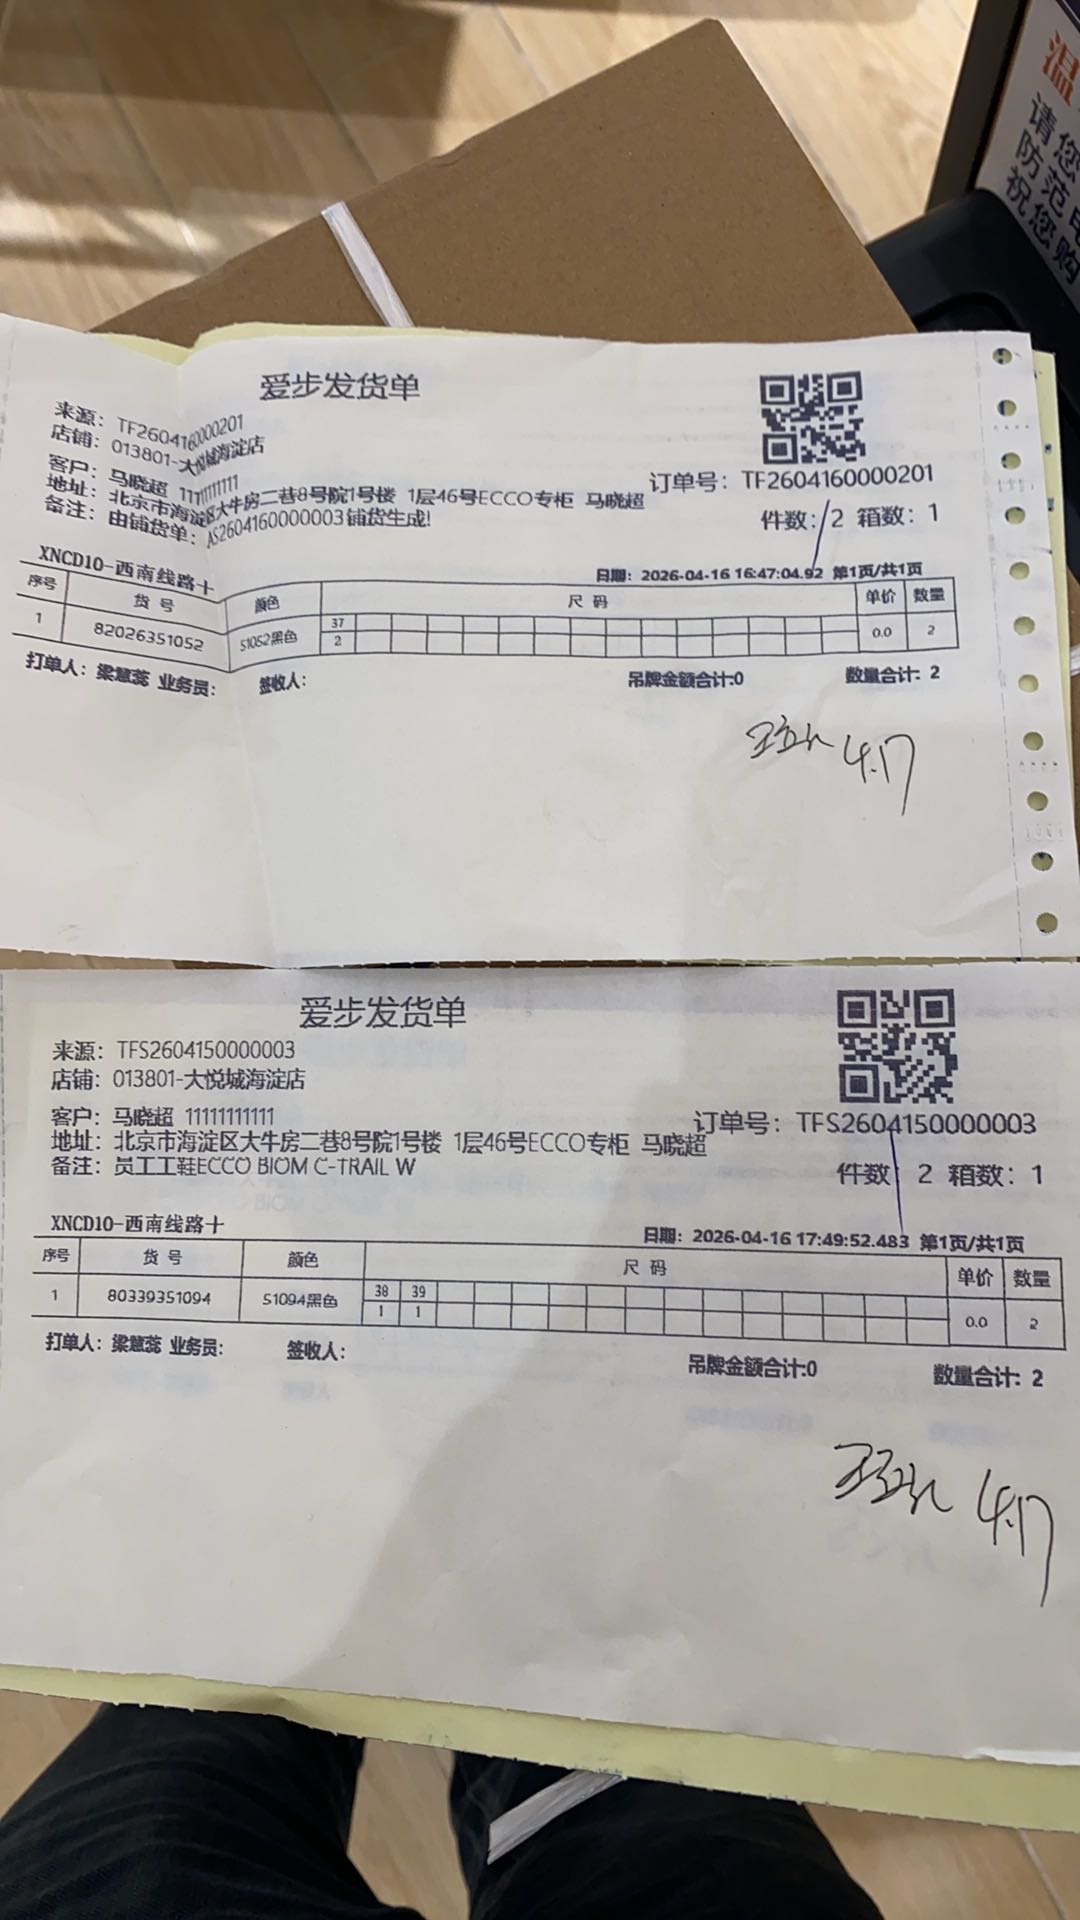 温
请您
防范电
祝您购
爱步发货单
来源：TF2604160000201
店铺：013801-大悦城海淀店
客户：马晓超 11111111111
地址：北京市海淀区大牛房二巷8号院1号楼 1层46号ECCO专柜 马晓超
备注：由铺货单：AS2604160000003铺货生成!
订单号：TF2604160000201
件数：2 箱数：1
XNCD10-西南线路十
日期：2026-04-16 16:47:04.92 第1页/共1页
序号 货号 颜色 尺码 单价 数量
37
1 82026351052 51052黑色 2 0.0 2
打单人：梁慧蕊 业务员： 签收人： 吊牌金额合计:0 数量合计：2
4.17
爱步发货单
来源：TFS2604150000003
店铺：013801-大悦城海淀店
客户：马晓超 11111111111
地址：北京市海淀区大牛房二巷8号院1号楼 1层46号ECCO专柜 马晓超
备注：员工工鞋ECCO BIOM C-TRAIL W
订单号：TFS2604150000003
件数 2 箱数：1
XNCD10-西南线路十
日期：2026-04-16 17:49:52.483 第1页/共1页
序号 货号 颜色 尺码 单价 数量
38 39
1 80339351094 51094黑色 1 1 0.0 2
打单人：梁慧蕊 业务员： 签收人： 吊牌金额合计:0 数量合计：2
4.17